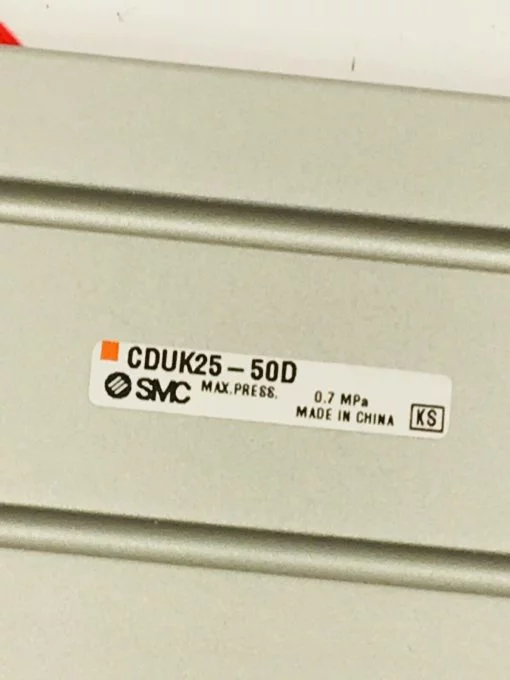 CDUK25-50D
SMC MAX.PRESS. 0.7 MPa
MADE IN CHINA KS